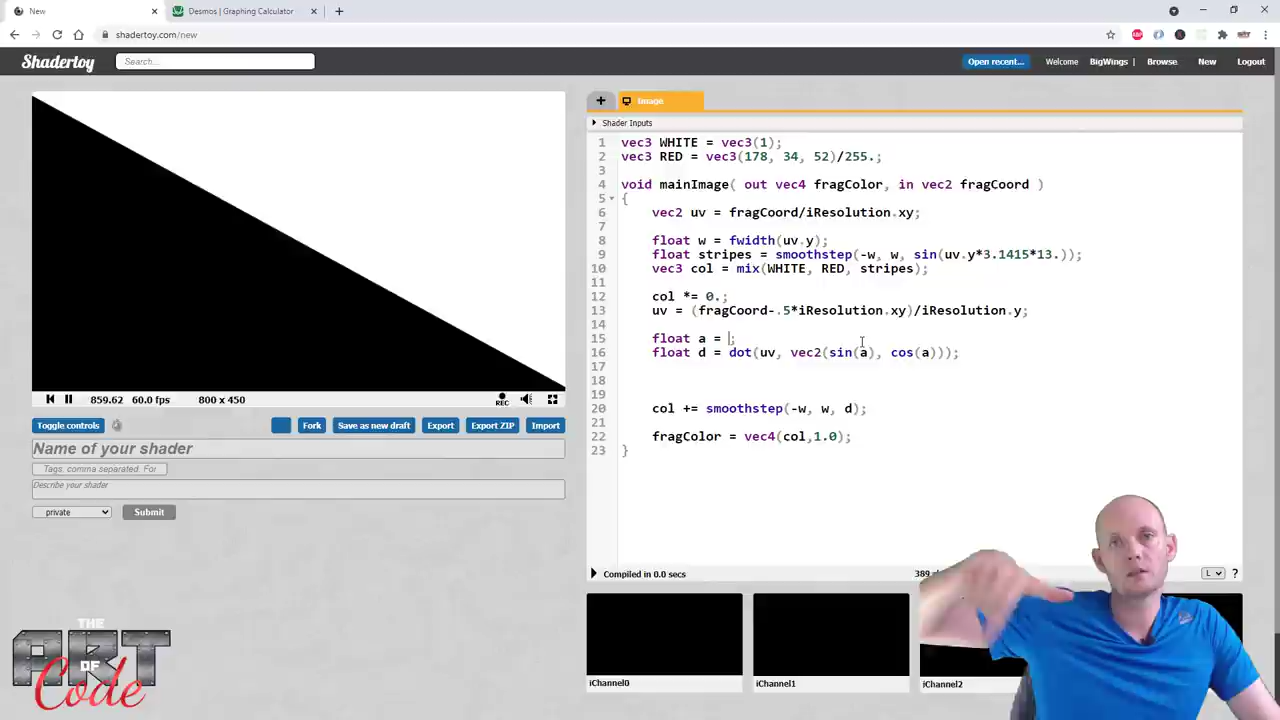 New
Desmos | Graphing Calculator
shadertoy.com/new
Shadertoy
Search...
Open recent...
Welcome
BigWings
Browse
New
Logout
+
Image
Shader Inputs
1 vec3 WHITE = vec3(1);
2 vec3 RED = vec3(178, 34, 52)/255.;
3
4 void mainImage( out vec4 fragColor, in vec2 fragCoord )
5 {
6 vec2 uv = fragCoord/iResolution.xy;
7
8 float w = fwidth(uv.y);
9 float stripes = smoothstep(-w, w, sin(uv.y*3.1415*13.));
10 vec3 col = mix(WHITE, RED, stripes);
11
12 col *= 0.;
13 uv = (fragCoord-.5*iResolution.xy)/iResolution.y;
14
15 float a = ;
16 float d = dot(uv, vec2(sin(a), cos(a)));
17
18
19
20 col += smoothstep(-w, w, d);
21
22 fragColor = vec4(col,1.0);
23 }
859.62 60.0 fps 800 x 450
REC
Toggle controls
Fork
Save as new draft
Export
Export ZIP
Import
Name of your shader
Tags, comma separated. For
Describe your shader
private
Submit
Compiled in 0.0 secs
389
L
?
iChannel0
iChannel1
iChannel2
THE
ART
OF
Code